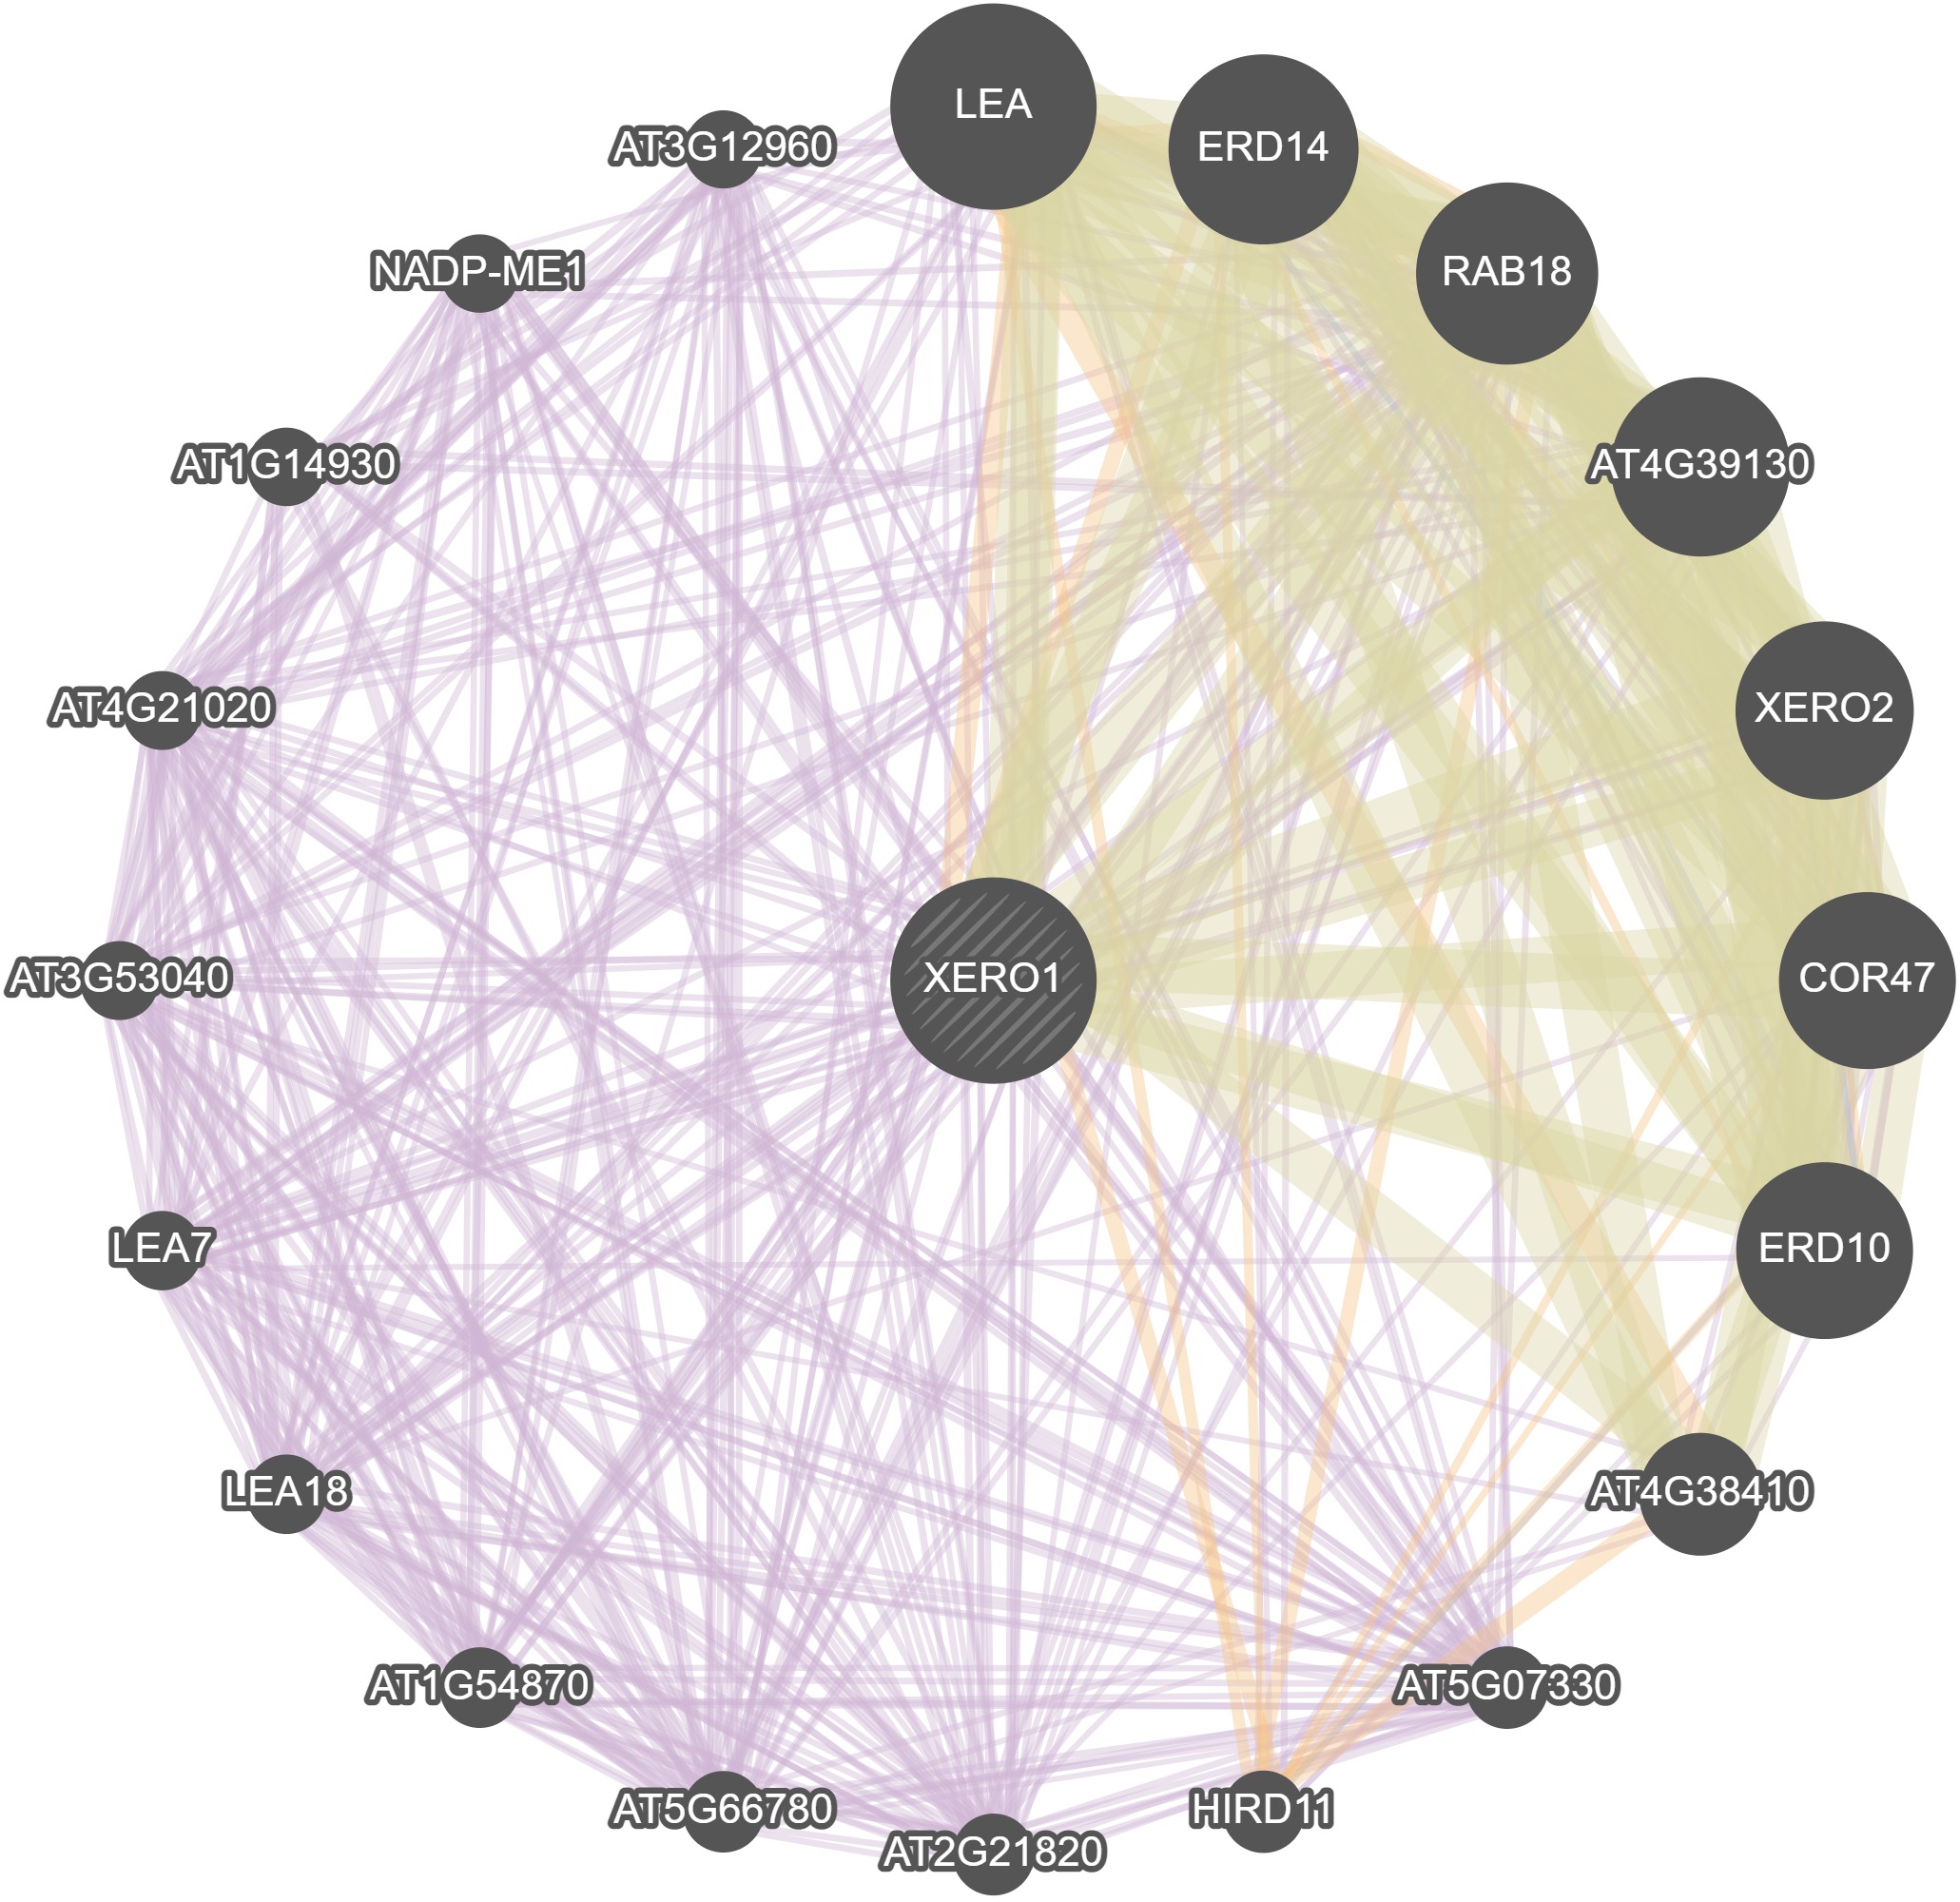 AT3G53040
AT4G21020
LEA7
AT1G14930
LEA18
AT1G54870
NADP-ME1
AT5G66780
AT3G12960
AT2G21820
XERO1
LEA
HIRD11
ERD14
AT5G07330
RAB18
AT4G38410
AT4G39130
ERD10
XERO2
COR47